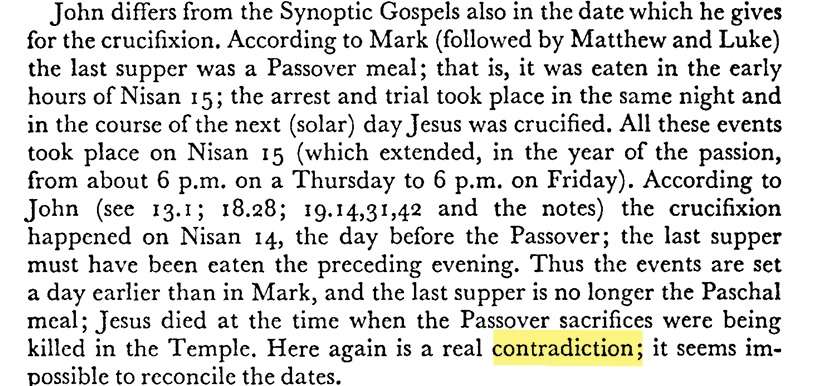 John differs from the Synoptic Gospels also in the date which he gives
for the crucifixion. According to Mark (followed by Matthew and Luke)
the last supper was a Passover meal; that is, it was eaten in the early
hours of Nisan 15; the arrest and trial took place in the same night and
in the course of the next (solar) day Jesus was crucified. All these events
took place on Nisan 15 (which extended, in the year of the passion,
from about 6 p.m. on a Thursday to 6 p.m. on Friday). According to
John (see 13.1; 18.28; 19.14,31,42 and the notes) the crucifixion
happened on Nisan 14, the day before the Passover; the last supper
must have been eaten the preceding evening. Thus the events are set
a day earlier than in Mark, and the last supper is no longer the Paschal
meal; Jesus died at the time when the Passover sacrifices were being
killed in the Temple. Here again is a real contradiction; it seems im-
possible to reconcile the dates.